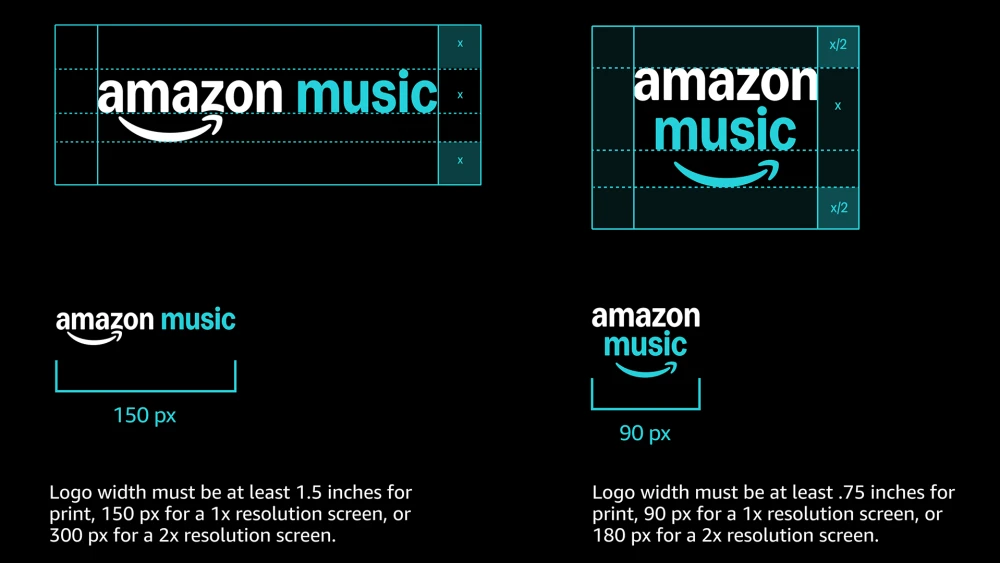 x
amazon music
x
x
x/2
amazon
x
music
x/2
amazon music
150 px
amazon
music
90 px
Logo width must be at least 1.5 inches for
print, 150 px for a 1x resolution screen, or
300 px for a 2x resolution screen.
Logo width must be at least .75 inches for
print, 90 px for a 1x resolution screen, or
180 px for a 2x resolution screen.